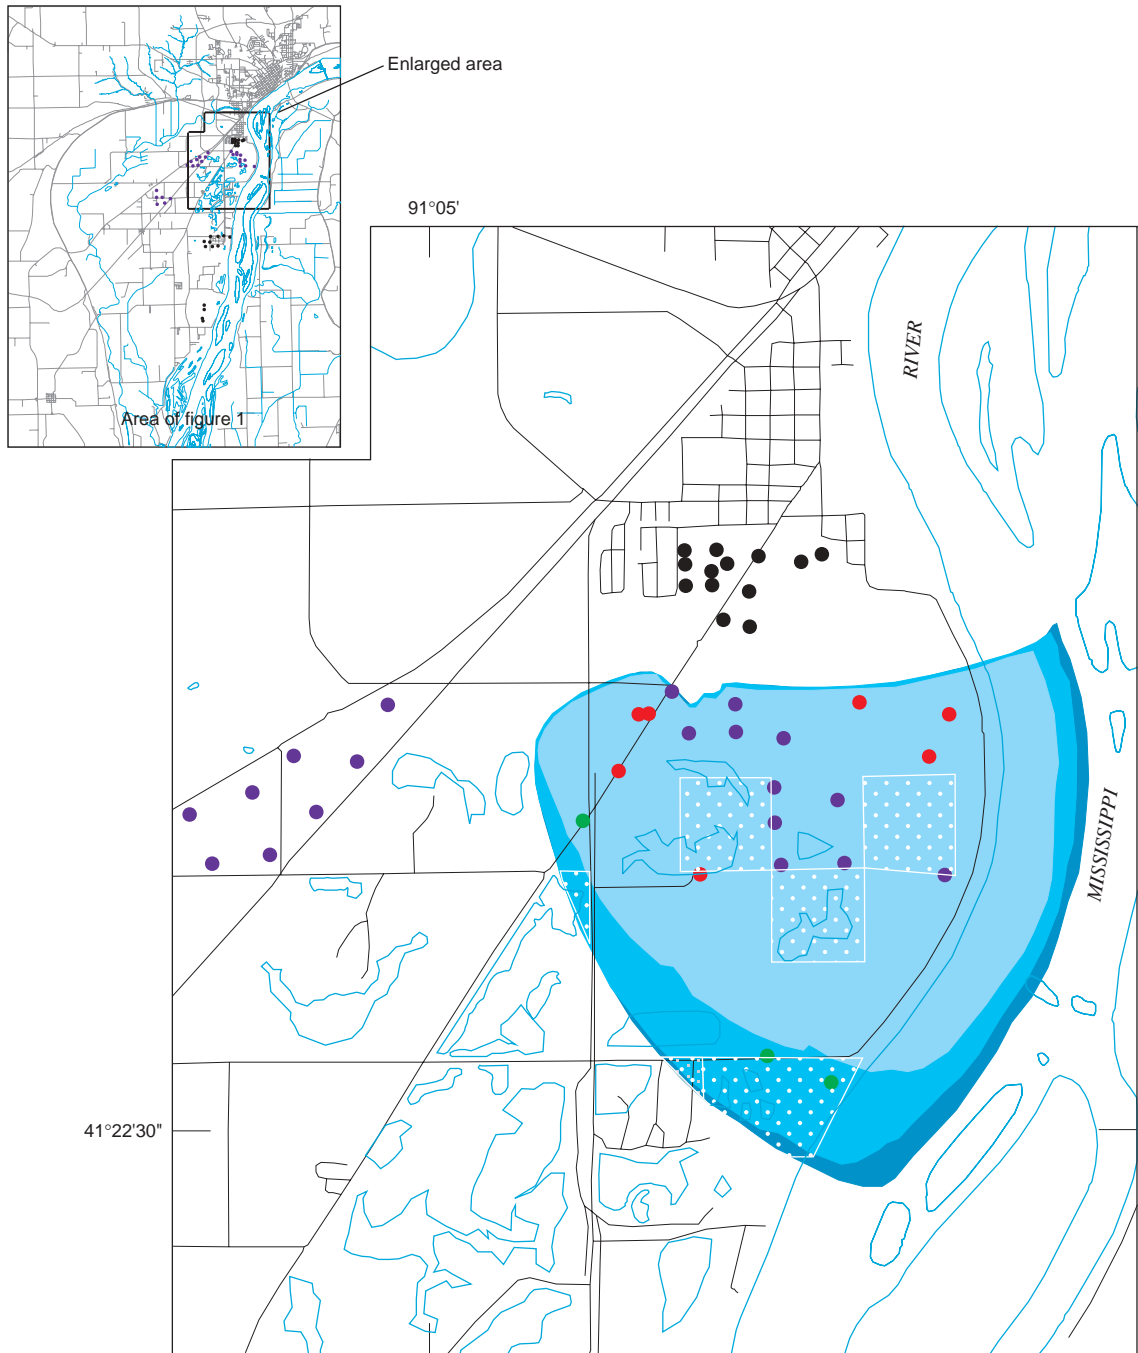 Enlarged area
Area of figure 1
91°05'
RIVER
MISSISSIPPI
41°22'30"